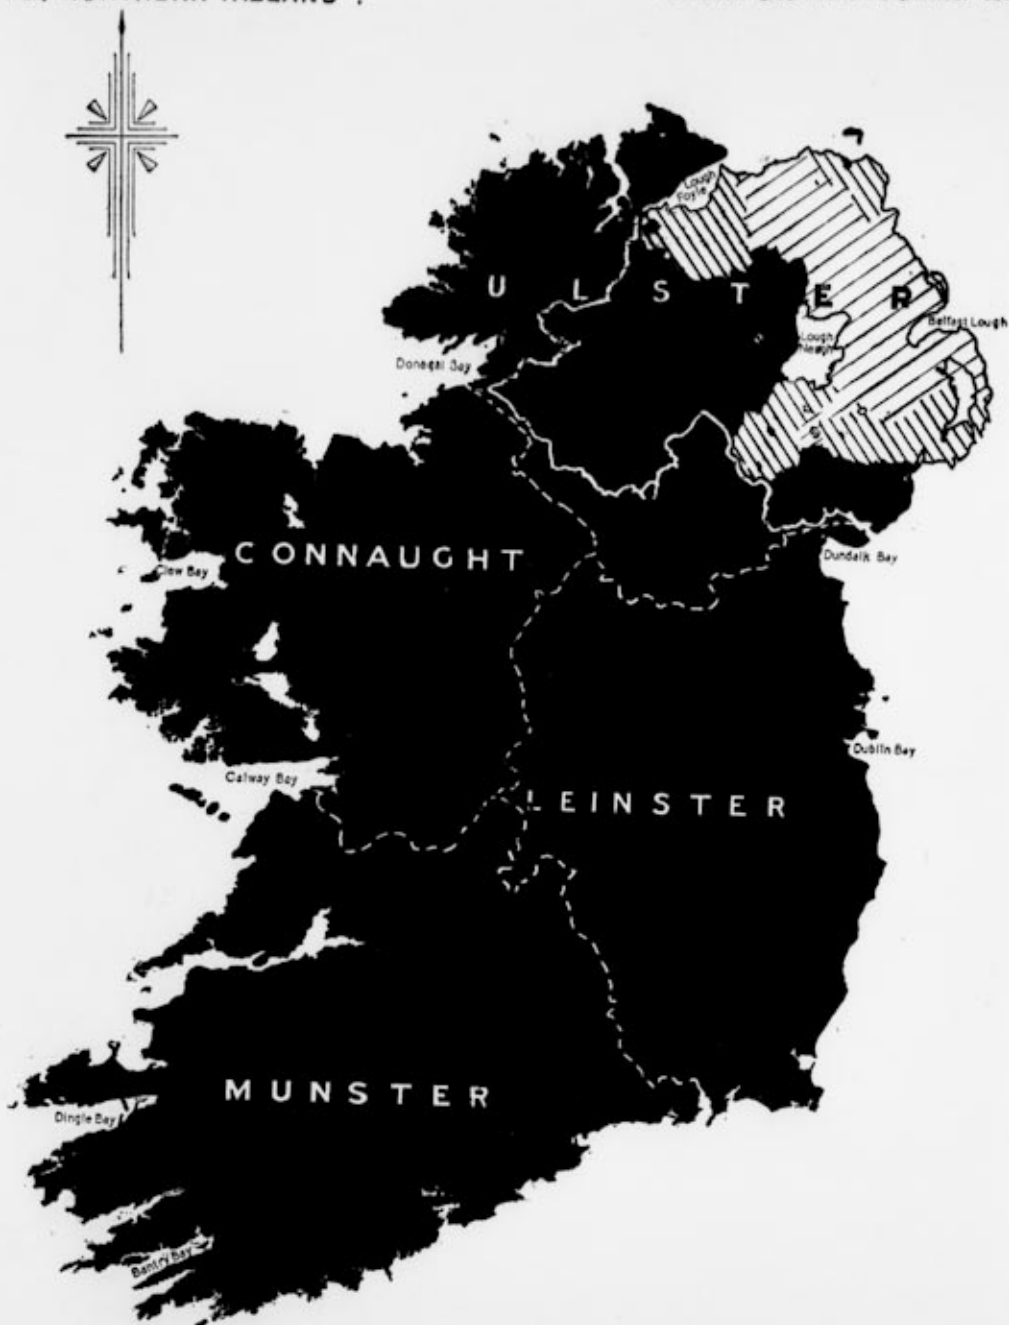 Lough
Foyle
U L S T E R
Belfast Lough
Lough
Neagh
Donegal Bay
CONNAUGHT
Clew Bay
Dundalk Bay
Dublin Bay
Galway Bay
LEINSTER
MUNSTER
Dingle Bay
Bantry Bay